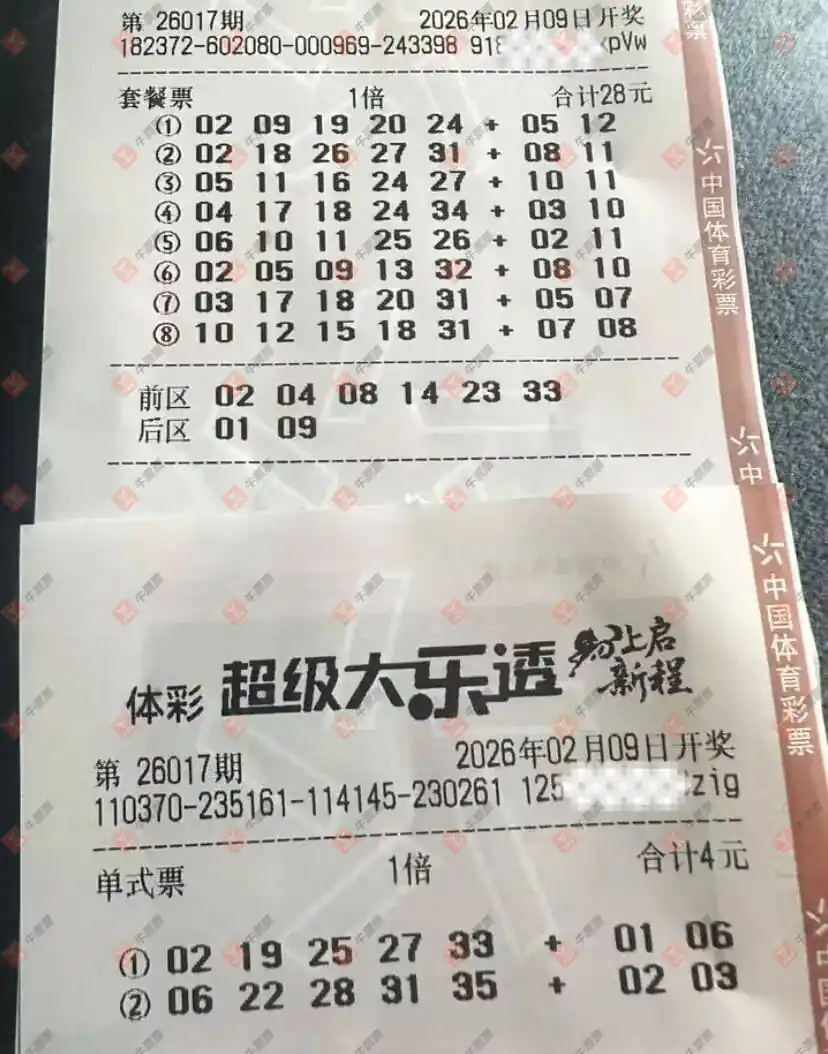 第 26017期 2026年02月09日开奖
182372-602080-000969-243398 918 pVw
套餐票 1倍 合计28元
① 02 09 19 20 24 + 05 12
② 02 18 26 27 31 + 08 11
③ 05 11 16 24 27 + 10 11
④ 04 17 18 24 34 + 03 10
⑤ 06 10 11 25 26 + 02 11
⑥ 02 05 09 13 32 + 08 10
⑦ 03 17 18 20 31 + 05 07
⑧ 10 12 15 18 31 + 07 08
前区 02 04 08 14 23 33
后区 01 09
中国体育彩票
体彩 超级大乐透 上启
新程
第 26017期 2026年02月09日开奖
110370-235161-114145-230261 125 zig
单式票 1倍 合计4元
① 02 19 25 27 33 + 01 06
② 06 22 28 31 35 + 02 03
中国体育彩票
牛票票